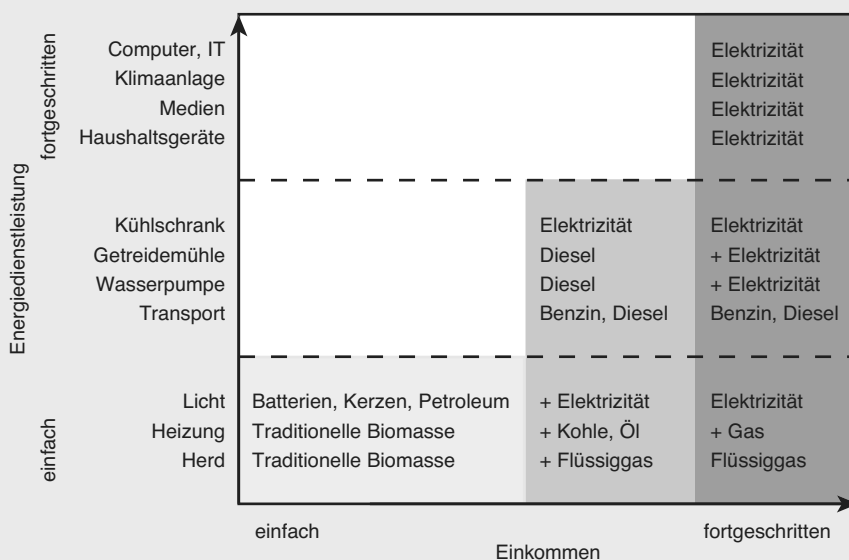 fortgeschritten
Computer, IT Elektrizität
Klimaanlage Elektrizität
Medien Elektrizität
Haushaltsgeräte Elektrizität
Energiedienstleistung
Kühlschrank Elektrizität Elektrizität
Getreidemühle Diesel + Elektrizität
Wasserpumpe Diesel + Elektrizität
Transport Benzin, Diesel Benzin, Diesel
einfach
Licht Batterien, Kerzen, Petroleum + Elektrizität Elektrizität
Heizung Traditionelle Biomasse + Kohle, Öl + Gas
Herd Traditionelle Biomasse + Flüssiggas Flüssiggas
einfach fortgeschritten
Einkommen